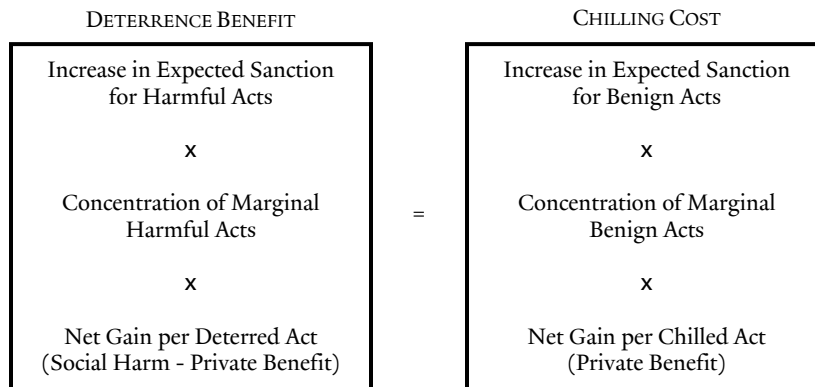 DETERRENCE BENEFIT
Increase in Expected Sanction
for Harmful Acts
x
Concentration of Marginal
Harmful Acts
x
Net Gain per Deterred Act
(Social Harm - Private Benefit)
=
CHILLING COST
Increase in Expected Sanction
for Benign Acts
x
Concentration of Marginal
Benign Acts
x
Net Gain per Chilled Act
(Private Benefit)